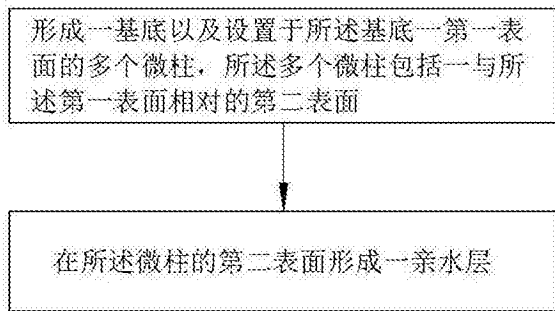 形成一基底以及设置于所述基底一第一表
面的多个微柱，所述多个微柱包括一与所
述第一表面相对的第二表面
在所述微柱的第二表面形成一亲水层